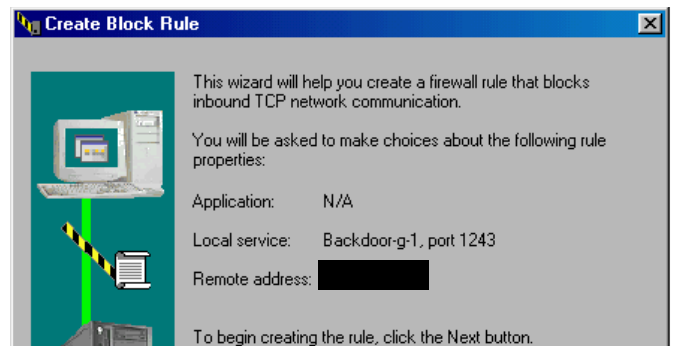 Create Block Rule
This wizard will help you create a firewall rule that blocks
inbound TCP network communication.
You will be asked to make choices about the following rule
properties:
Application: N/A
Local service: Backdoor-g-1, port 1243
Remote address:
To begin creating the rule, click the Next button.